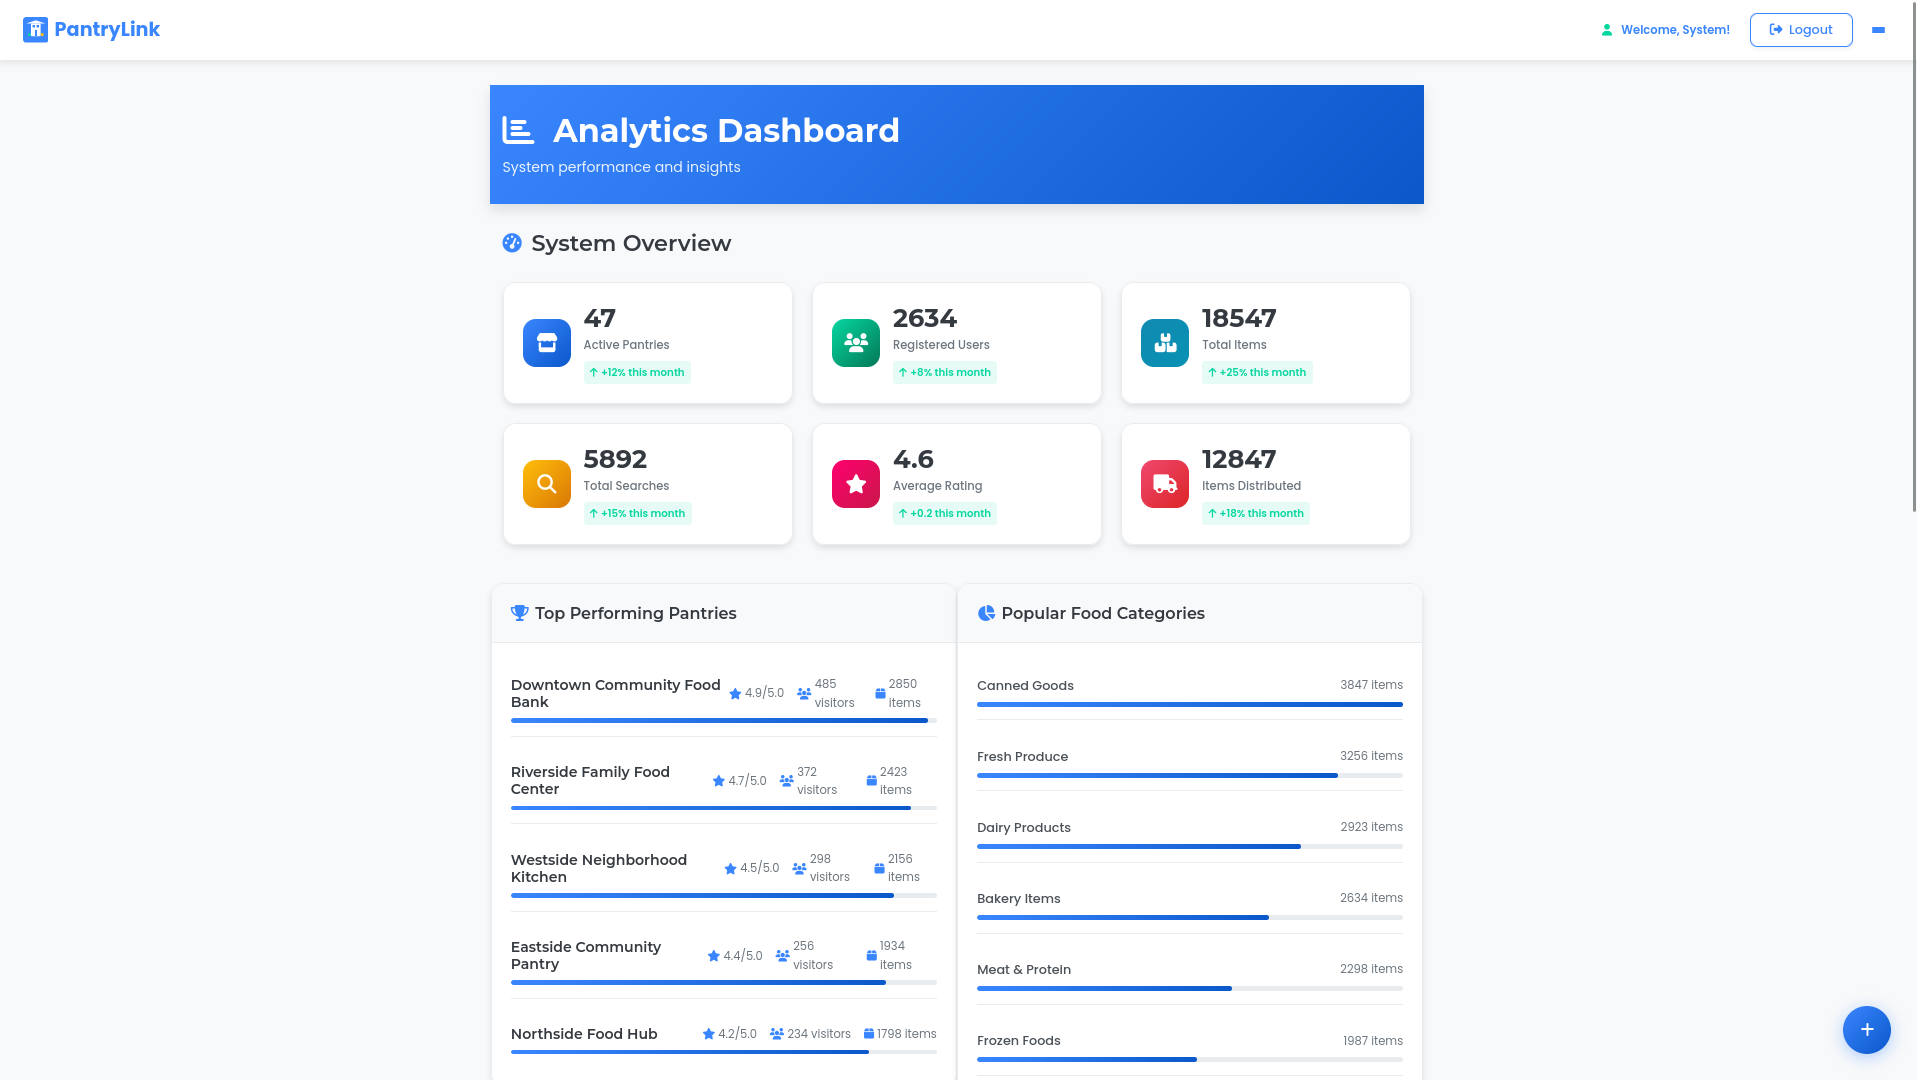 PantryLink
Welcome, System!
Logout
Analytics Dashboard
System performance and insights
System Overview
47
Active Pantries
+12% this month
2634
Registered Users
+8% this month
18547
Total Items
+25% this month
5892
Total Searches
+15% this month
4.6
Average Rating
+0.2 this month
12847
Items Distributed
+18% this month
Top Performing Pantries
Downtown Community Food
Bank
4.9/5.0
485
visitors
2850
items
Riverside Family Food
Center
4.7/5.0
372
visitors
2423
items
Westside Neighborhood
Kitchen
4.5/5.0
298
visitors
2156
items
Eastside Community
Pantry
4.4/5.0
256
visitors
1934
items
Northside Food Hub
4.2/5.0
234 visitors
1798 items
Popular Food Categories
Canned Goods
3847 items
Fresh Produce
3256 items
Dairy Products
2923 items
Bakery Items
2634 items
Meat & Protein
2298 items
Frozen Foods
1987 items